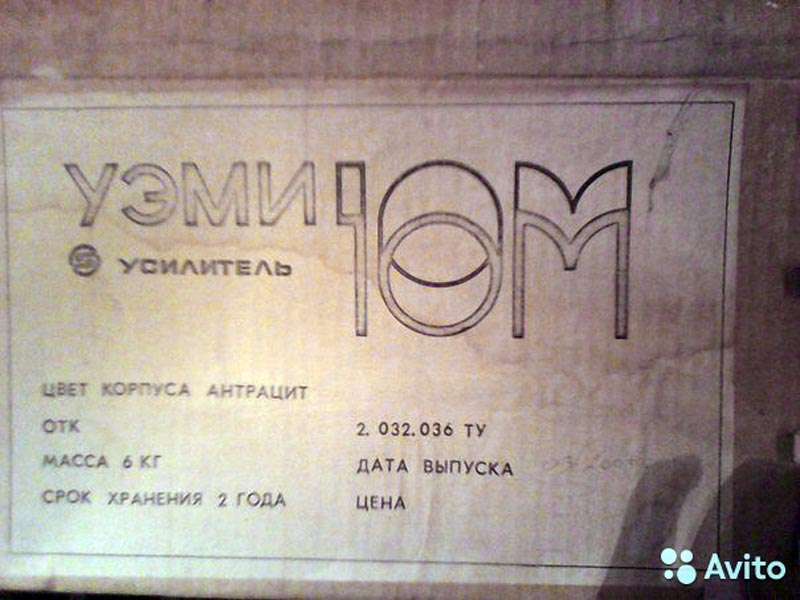 УЭМИ 10М
УСИЛИТЕЛЬ
ЦВЕТ КОРПУСА АНТРАЦИТ
ОТК
2. 032.036 ТУ
МАССА 6 КГ
ДАТА ВЫПУСКА
СРОК ХРАНЕНИЯ 2 ГОДА
ЦЕНА
Avito